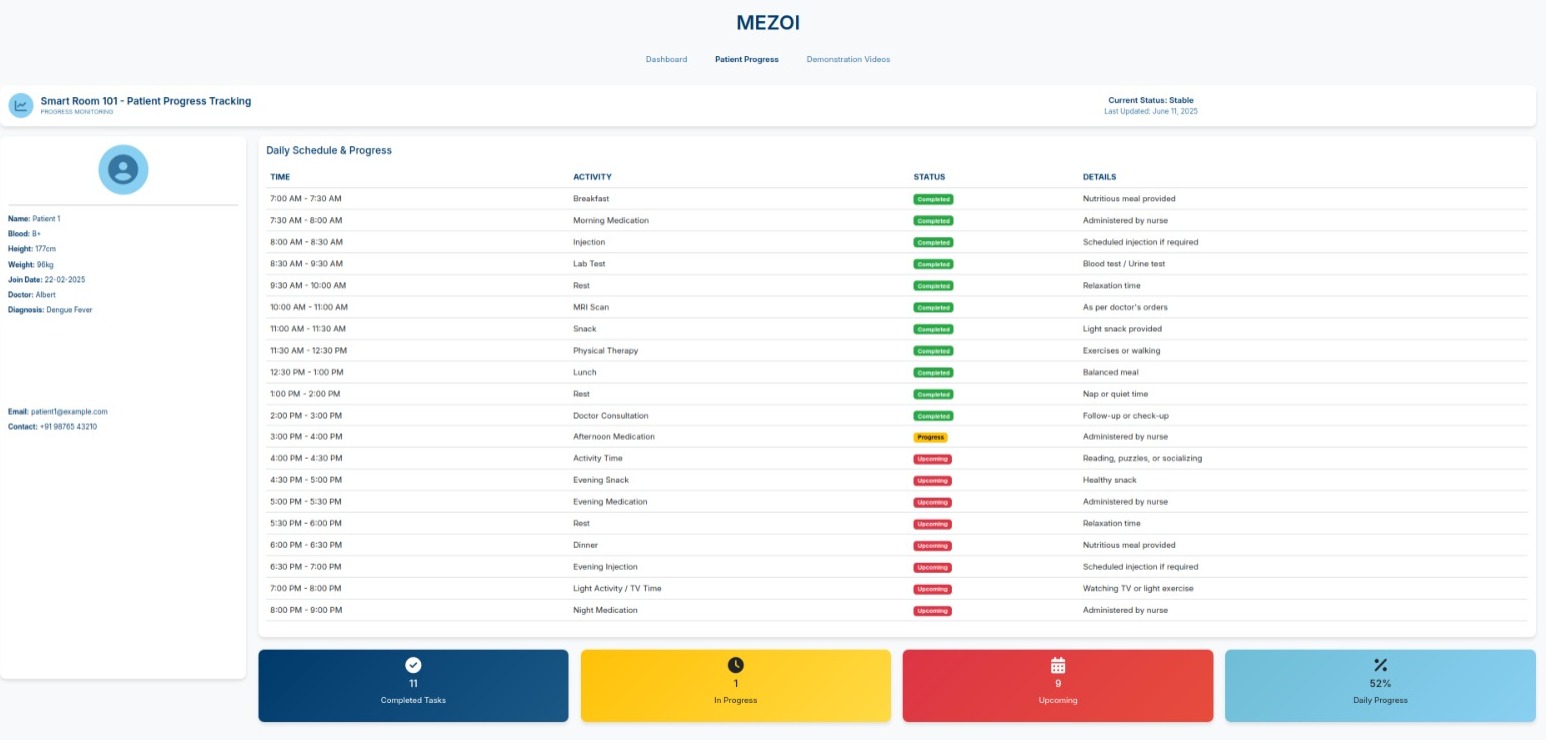 MEZOI
Dashboard Patient Progress Demonstration Videos
Smart Room 101 - Patient Progress Tracking
PROGRESS MONITORING
Current Status: Stable
Last Updated: June 11, 2025
Name: Patient 1
Blood: B+
Height: 177cm
Weight: 96kg
Join Date: 22-02-2025
Doctor: Albert
Diagnosis: Dengue Fever
Email: patient1@example.com
Contact: +91 98765 43210
Daily Schedule & Progress
TIME ACTIVITY STATUS DETAILS
7:00 AM - 7:30 AM Breakfast Completed Nutritious meal provided
7:30 AM - 8:00 AM Morning Medication Completed Administered by nurse
8:00 AM - 8:30 AM Injection Completed Scheduled injection if required
8:30 AM - 9:30 AM Lab Test Completed Blood test / Urine test
9:30 AM - 10:00 AM Rest Completed Relaxation time
10:00 AM - 11:00 AM MRI Scan Completed As per doctor's orders
11:00 AM - 11:30 AM Snack Completed Light snack provided
11:30 AM - 12:30 PM Physical Therapy Completed Exercises or walking
12:30 PM - 1:00 PM Lunch Completed Balanced meal
1:00 PM - 2:00 PM Rest Completed Nap or quiet time
2:00 PM - 3:00 PM Doctor Consultation Completed Follow-up or check-up
3:00 PM - 4:00 PM Afternoon Medication Progress Administered by nurse
4:00 PM - 4:30 PM Activity Time Upcoming Reading, puzzles, or socializing
4:30 PM - 5:00 PM Evening Snack Upcoming Healthy snack
5:00 PM - 5:30 PM Evening Medication Upcoming Administered by nurse
5:30 PM - 6:00 PM Rest Upcoming Relaxation time
6:00 PM - 6:30 PM Dinner Upcoming Nutritious meal provided
6:30 PM - 7:00 PM Evening Injection Upcoming Scheduled injection if required
7:00 PM - 8:00 PM Light Activity / TV Time Upcoming Watching TV or light exercise
8:00 PM - 9:00 PM Night Medication Upcoming Administered by nurse
11
Completed Tasks
1
In Progress
9
Upcoming
52%
Daily Progress